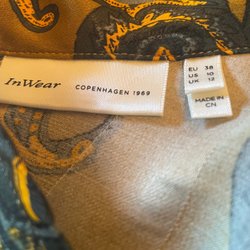 InWear COPENHAGEN 1969
EU 38
US 10
UK 12
MADE IN
CN